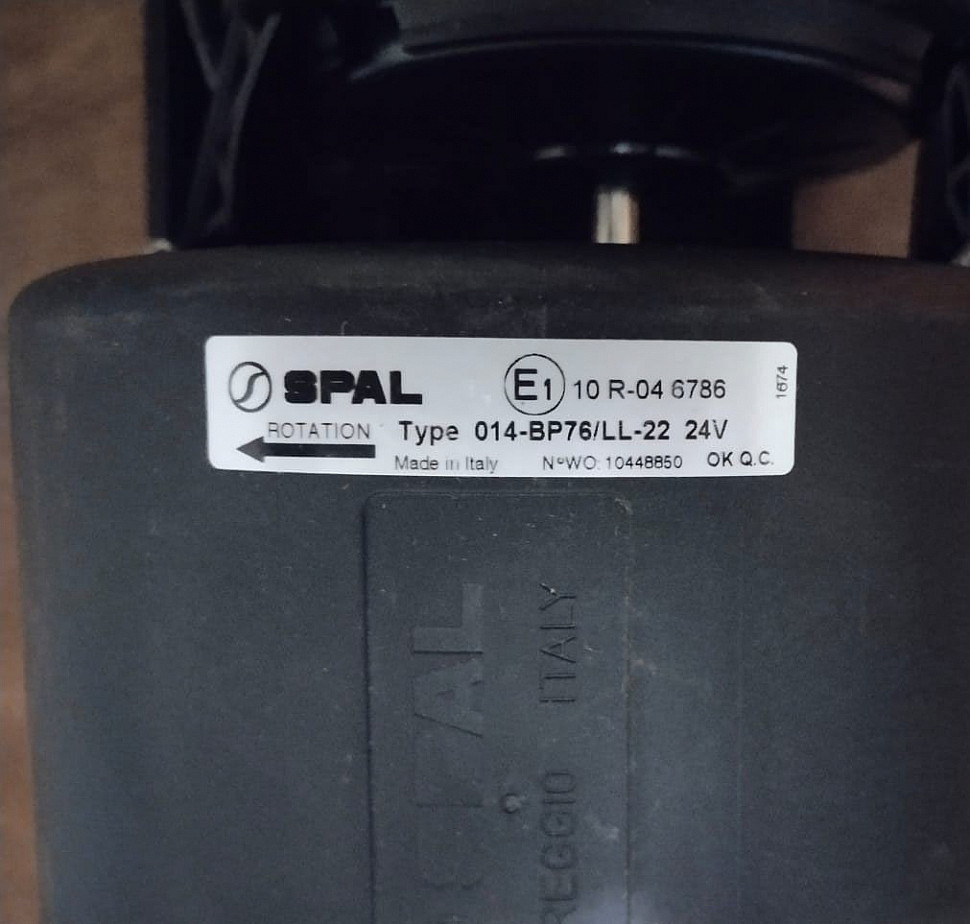 SPAL E1 10 R-04 6786
1674
ROTATION Type 014-BP76/LL-22 24V
Made in Italy N°WO: 10448850 OK Q.C.
SPAL
REGGIO ITALY